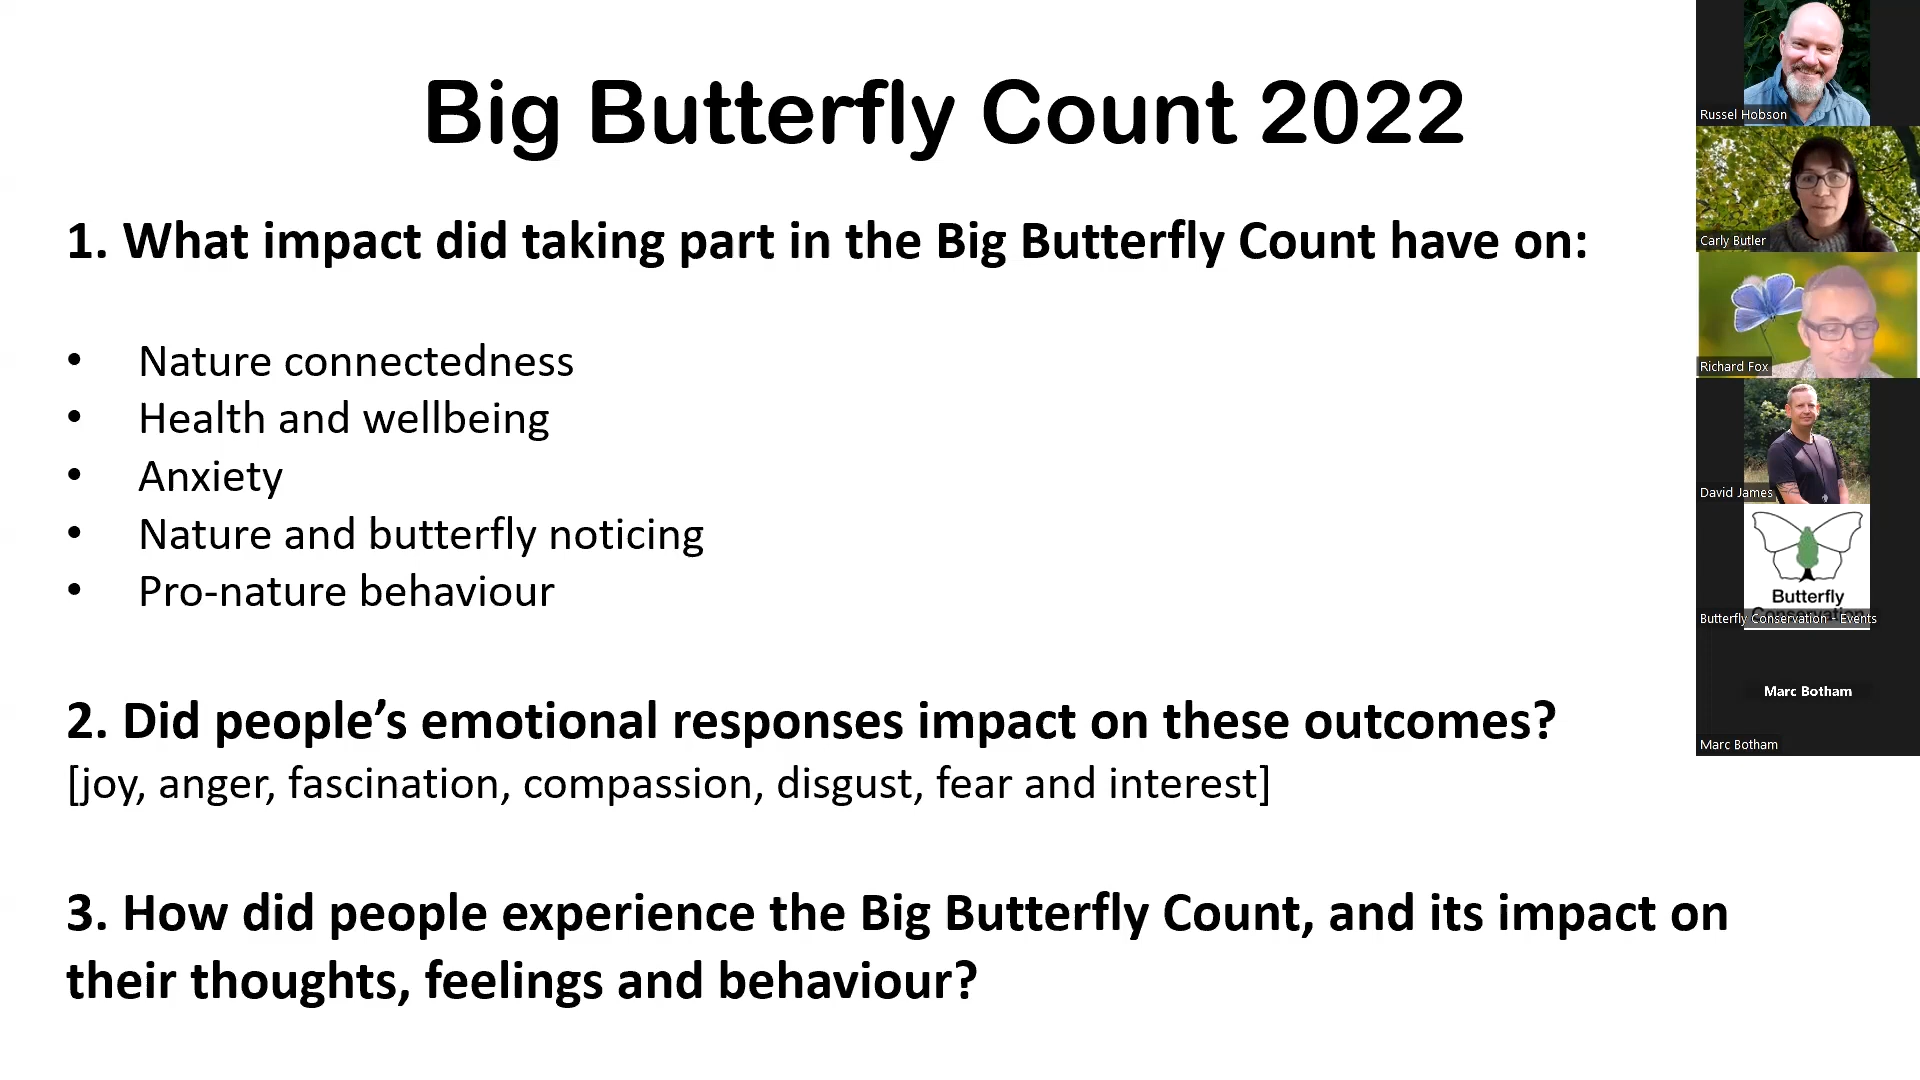 Big Butterfly Count 2022
1. What impact did taking part in the Big Butterfly Count have on:
• Nature connectedness
• Health and wellbeing
• Anxiety
• Nature and butterfly noticing
• Pro-nature behaviour
2. Did people’s emotional responses impact on these outcomes?
[joy, anger, fascination, compassion, disgust, fear and interest]
3. How did people experience the Big Butterfly Count, and its impact on
their thoughts, feelings and behaviour?
Russel Hobson
Carly Butler
Richard Fox
David James
Butterfly
Conservation
Butterfly Conservation - Events
Marc Botham
Marc Botham